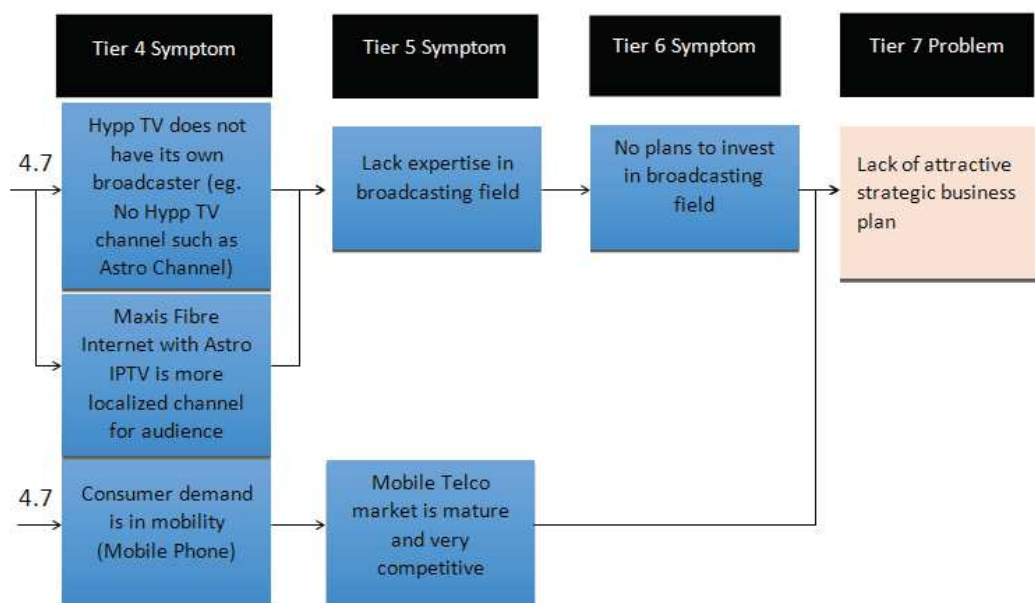 Tier 4 Symptom
Tier 5 Symptom
Tier 6 Symptom
Tier 7 Problem
4.7
Hypp TV does not
have its own
broadcaster (eg.
No Hypp TV
channel such as
Astro Channel)
Lack expertise in
broadcasting field
No plans to invest
in broadcasting
field
Lack of attractive
strategic business
plan
Maxis Fibre
Internet with Astro
IPTV is more
localized channel
for audience
4.7
Consumer demand
is in mobility
(Mobile Phone)
Mobile Telco
market is mature
and very
competitive